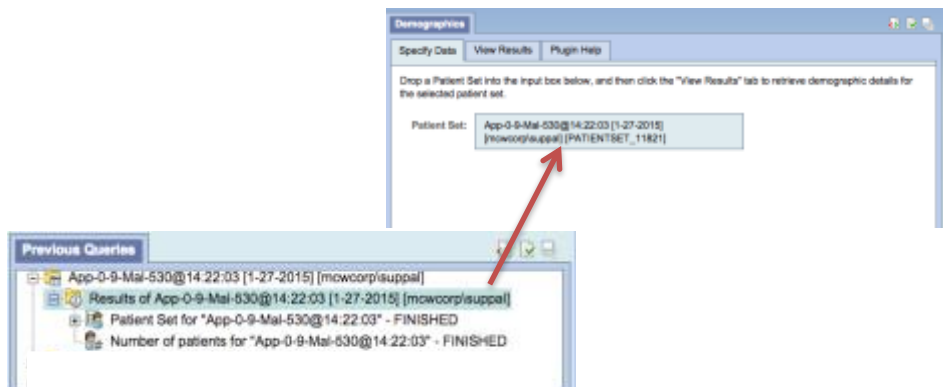 Demographics
Specify Data View Results Plugin Help
Drop a Patient Set into the input box below, and then click the "View Results" tab to retrieve demographic details for
the selected patient set.
Patient Set: App-0-9-Mal-530@14:22:03 [1-27-2015]
[mcwcorp\suppal] [PATIENTSET_11821]
Previous Queries
App-0-9-Mal-530@14:22:03 [1-27-2015] [mcwcorp\suppal]
Results of App-0-9-Mal-530@14:22:03 [1-27-2015] [mcwcorp\suppal]
Patient Set for "App-0-9-Mal-530@14:22:03" - FINISHED
Number of patients for "App-0-9-Mal-530@14:22:03" - FINISHED